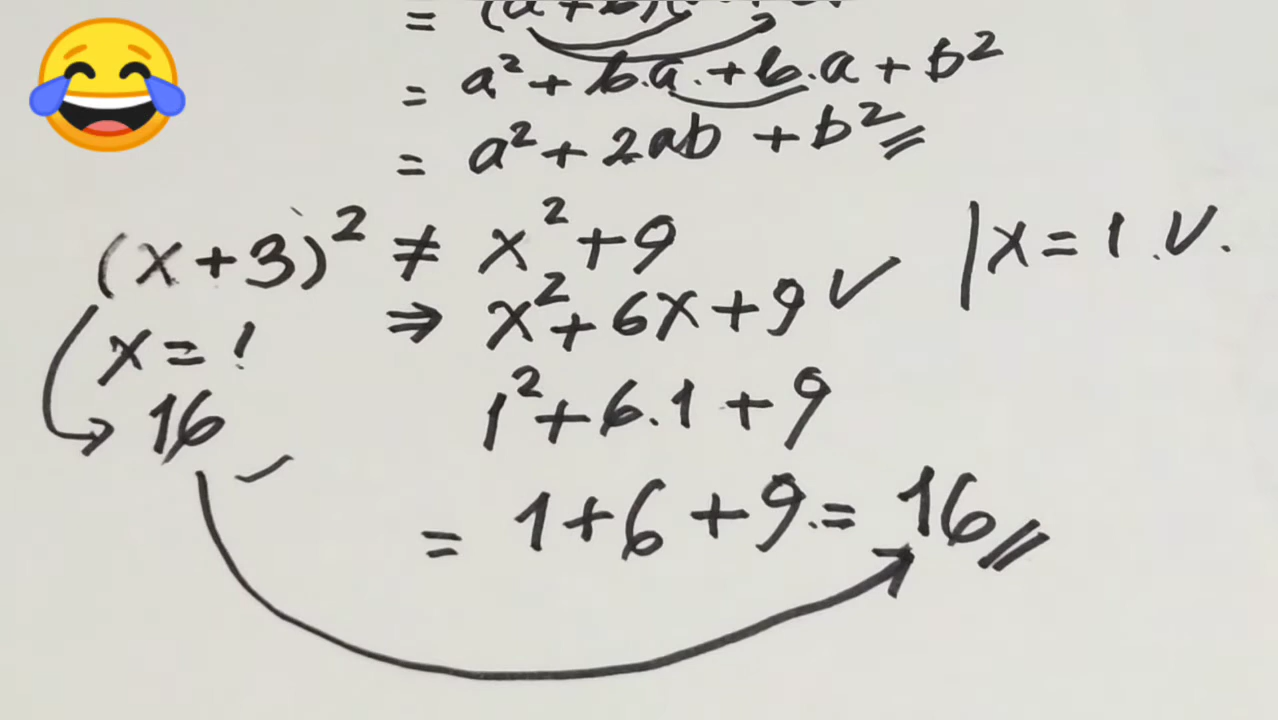 = (a+b)(
= a² + b.a. + b.a + b²
= a² + 2ab + b²
(x+3)² ≠ x² + 9 | x = 1 .V.
x = 1 ⇒ x² + 6x + 9 ✓
→ 16 1² + 6.1 + 9
= 1 + 6 + 9. = 16